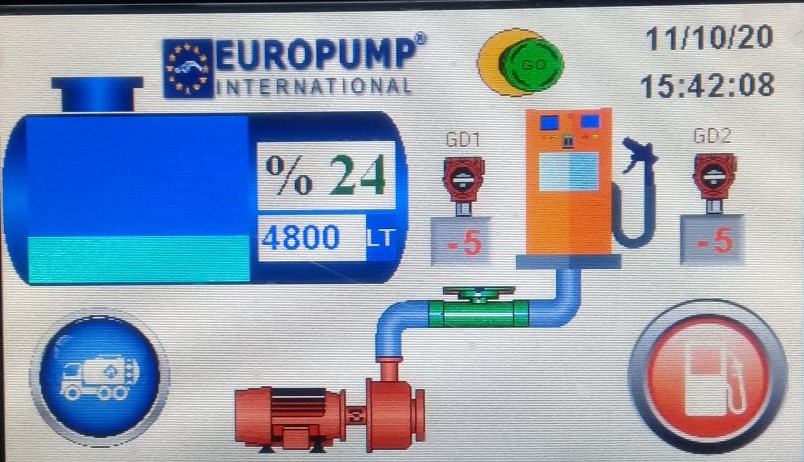 EUROPUMP®
INTERNATIONAL
GO
11/10/20
15:42:08
% 24
4800 LT
GD1
-5
GD2
-5